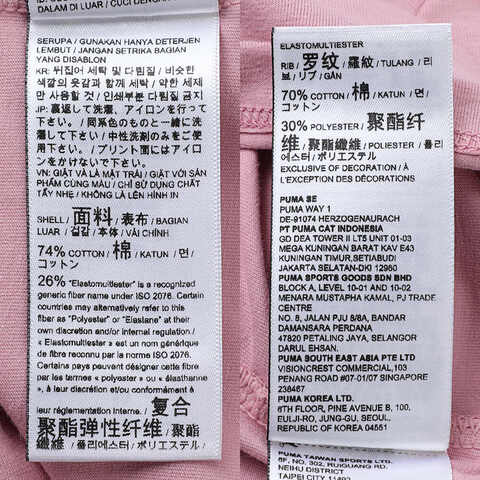 DI DALAM
DI DALAM DI LUAR / CUCI DENGAN
SERUPA / GUNAKAN HANYA DETERJEN
LEMBUT / JANGAN SETRIKA BAGIAN
YANG DISABLON
KR: 뒤집어 세탁 및 다림질 / 비슷한
색깔의 옷감과 함께 세탁 / 약한 세제
만 사용할 것 / 인쇄부분 다림질 금지
JP: 裏返して洗濯、アイロンを行って下
さい。/ 同系色のものと一緒に洗
濯して下さい / 中性洗剤のみをご使
用下さい。/ プリント面にはアイロ
ンをかけないで下さい。
VN: GIẶT VÀ LÀ MẶT TRÁI / GIẶT VỚI SẢN
PHẨM CÙNG MÀU / CHỈ SỬ DỤNG CHẤT
TẨY NHẸ / KHÔNG LÀ LÊN HÌNH IN
SHELL / 面料 / 表布 / BAGIAN
LUAR / 겉감 / 本体 / VẢI CHÍNH
74% COTTON / 棉 / KATUN / 면 /
コットン
26% "Elastomultiester" is a recognized
generic fiber name under ISO 2076. Certain
countries may alternatively refer to this
fiber as "Polyester" or "Elastane" at their
own discretion and/or internal regulation /
« Elastomultiester » est un nom générique
de fibre reconnu par la norme ISO 2076.
Certains pays peuvent désigner cette fibre
par les termes « polyester » ou « élasthanne
», à leur discrétion et/ou conformément à
leur réglementation interne. / 复合
聚酯弹性纤维 / 聚酯
纖維 / ポリエステル / 폴리에스터
ELASTOMULTIESTER
RIB / 罗纹 / 羅紋 / TULANG / 리
브 / リブ / GÂN
70% COTTON / 棉 / KATUN / 면 /
コットン
30% POLYESTER / 聚酯纤
维 / 聚酯纖維 / POLIESTER / 폴리
에스터 / ポリエステル
EXCLUSIVE OF DECORATION / À
L'EXCEPTION DES DÉCORATIONS
PUMA SE
PUMA WAY 1
DE-91074 HERZOGENAURACH
PT PUMA CAT INDONESIA
GD DEA TOWER II LT5 UNIT 01-03
MEGA KUNINGAN BARAT KAV E43
KUNINGAN TIMUR, SETIABUDI
JAKARTA SELATAN-DKI 12950
PUMA SPORTS GOODS SDN BHD
BLOCK A, LEVEL 10-01 AND 10-02
MENARA MUSTAPHA KAMAL, PJ TRADE
CENTRE
NO. 8, JALAN PJU 8/8A, BANDAR
DAMANSARA PERDANA
47820 PETALING JAYA, SELANGOR
DARUL EHSAN.
PUMA SOUTH EAST ASIA PTE LTD
VISIONCREST COMMERCIAL,103
PENANG ROAD #07-01/07 SINGAPORE
238467
PUMA KOREA LTD.
6TH FLOOR, PINE AVENUE B, 100,
EULJI-RO, JUNG-GU, SEOUL,
REPUBLIC OF KOREA 04551
PUMA TAIWAN SPORTS LTD.
6F., NO. 302, RUIGUANG RD.
NEIHU DISTRICT
TAIPEI CITY 11493